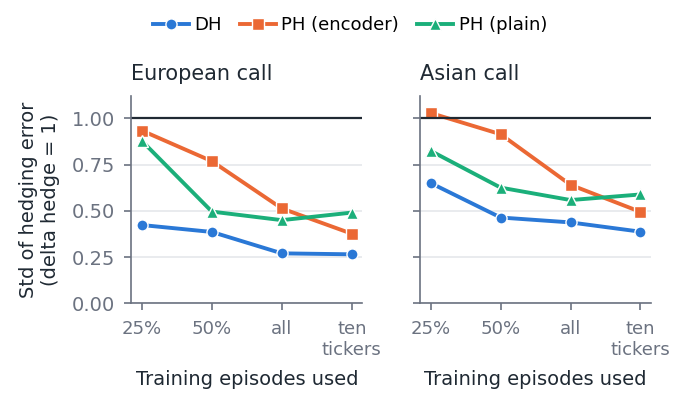 DH PH (encoder) PH (plain)
European call Asian call
Std of hedging error
(delta hedge = 1)
1.00
0.75
0.50
0.25
0.00
25% 50% all ten
tickers
25% 50% all ten
tickers
Training episodes used Training episodes used